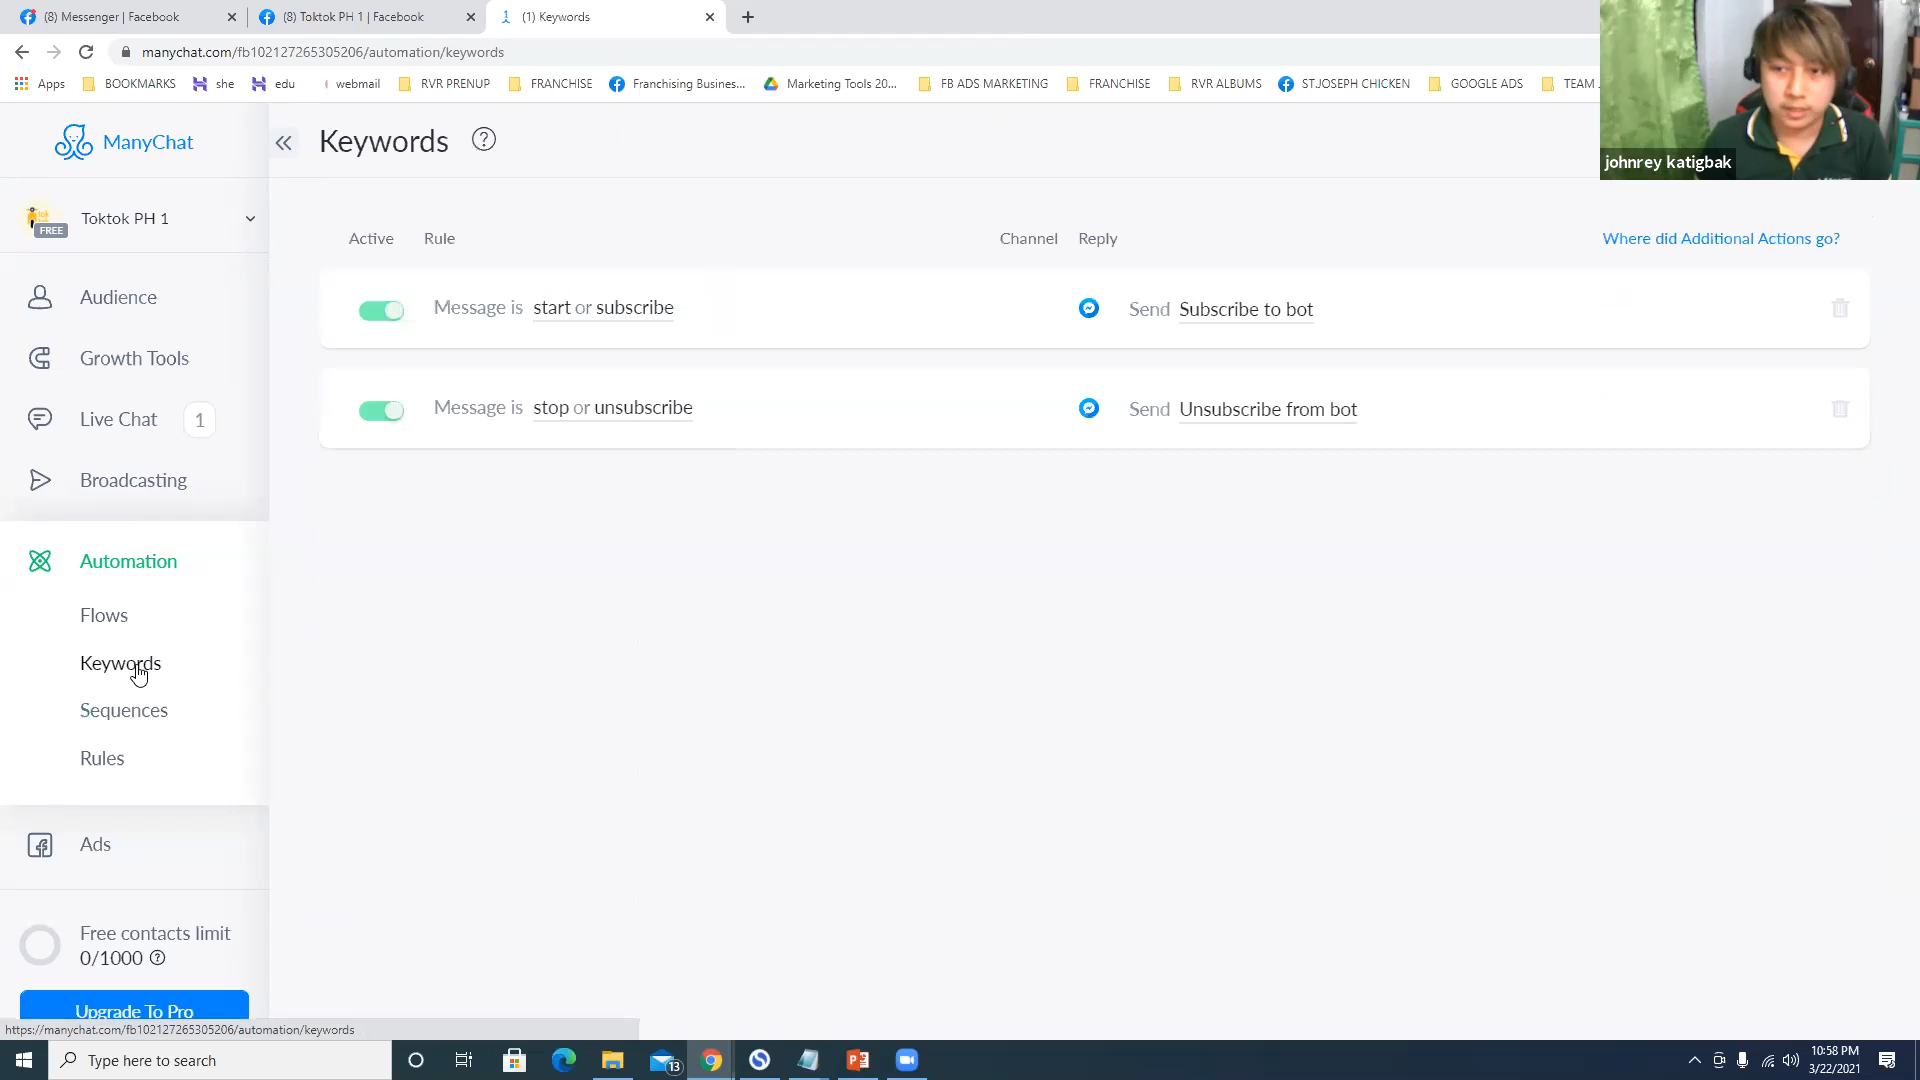 (8) Messenger | Facebook
(8) Toktok PH 1 | Facebook
(1) Keywords
manychat.com/fb102127265305206/automation/keywords
Apps
BOOKMARKS
she
edu
webmail
RVR PRENUP
FRANCHISE
Franchising Busines...
Marketing Tools 20...
FB ADS MARKETING
FRANCHISE
RVR ALBUMS
ST.JOSEPH CHICKEN
GOOGLE ADS
TEAM
johnrey katigbak
ManyChat
Keywords
Toktok PH 1
FREE
Audience
Growth Tools
Live Chat 1
Broadcasting
Automation
Flows
Keywords
Sequences
Rules
Ads
Free contacts limit
0/1000
Upgrade To Pro
Active Rule Channel Reply Where did Additional Actions go?
Message is start or subscribe Send Subscribe to bot
Message is stop or unsubscribe Send Unsubscribe from bot
https://manychat.com/fb102127265305206/automation/keywords
Type here to search
13
10:58 PM
3/22/2021